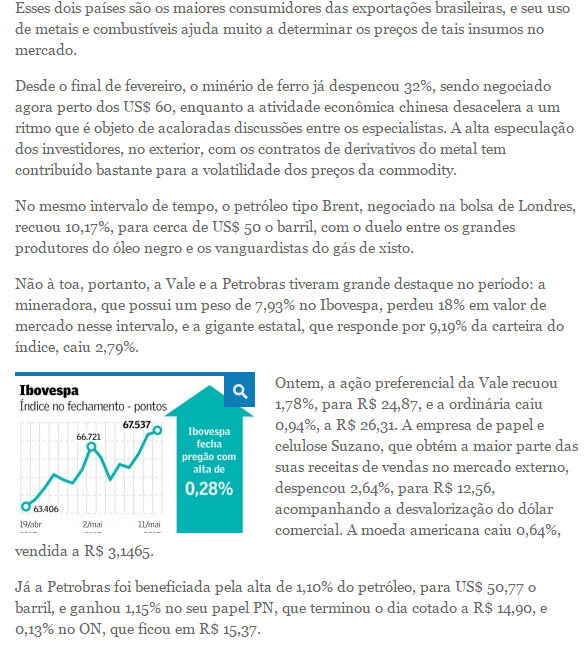 Esses dois países são os maiores consumidores das exportações brasileiras, e seu uso
de metais e combustíveis ajuda muito a determinar os preços de tais insumos no
mercado.
Desde o final de fevereiro, o minério de ferro já despencou 32%, sendo negociado
agora perto dos US$ 60, enquanto a atividade econômica chinesa desacelera a um
ritmo que é objeto de acaloradas discussões entre os especialistas. A alta especulação
dos investidores, no exterior, com os contratos de derivativos do metal tem
contribuído bastante para a volatilidade dos preços da commodity.
No mesmo intervalo de tempo, o petróleo tipo Brent, negociado na bolsa de Londres,
recuou 10,17%, para cerca de US$ 50 o barril, com o duelo entre os grandes
produtores do óleo negro e os vanguardistas do gás de xisto.
Não à toa, portanto, a Vale e a Petrobras tiveram grande destaque no período: a
mineradora, que possui um peso de 7,93% no Ibovespa, perdeu 18% em valor de
mercado nesse intervalo, e a gigante estatal, que responde por 9,19% da carteira do
índice, caiu 2,79%.
Ibovespa
Índice no fechamento - pontos
67.537
66.721
63.406
19/abr
2/mai
11/mai
Ibovespa
fecha
pregão com
alta de
0,28%
Ontem, a ação preferencial da Vale recuou
1,78%, para R$ 24,87, e a ordinária caiu
0,94%, a R$ 26,31. A empresa de papel e
celulose Suzano, que obtém a maior parte das
suas receitas de vendas no mercado externo,
despencou 2,64%, para R$ 12,56,
acompanhando a desvalorização do dólar
comercial. A moeda americana caiu 0,64%,
vendida a R$ 3,1465.
Já a Petrobras foi beneficiada pela alta de 1,10% do petróleo, para US$ 50,77 o
barril, e ganhou 1,15% no seu papel PN, que terminou o dia cotado a R$ 14,90, e
0,13% no ON, que ficou em R$ 15,37.